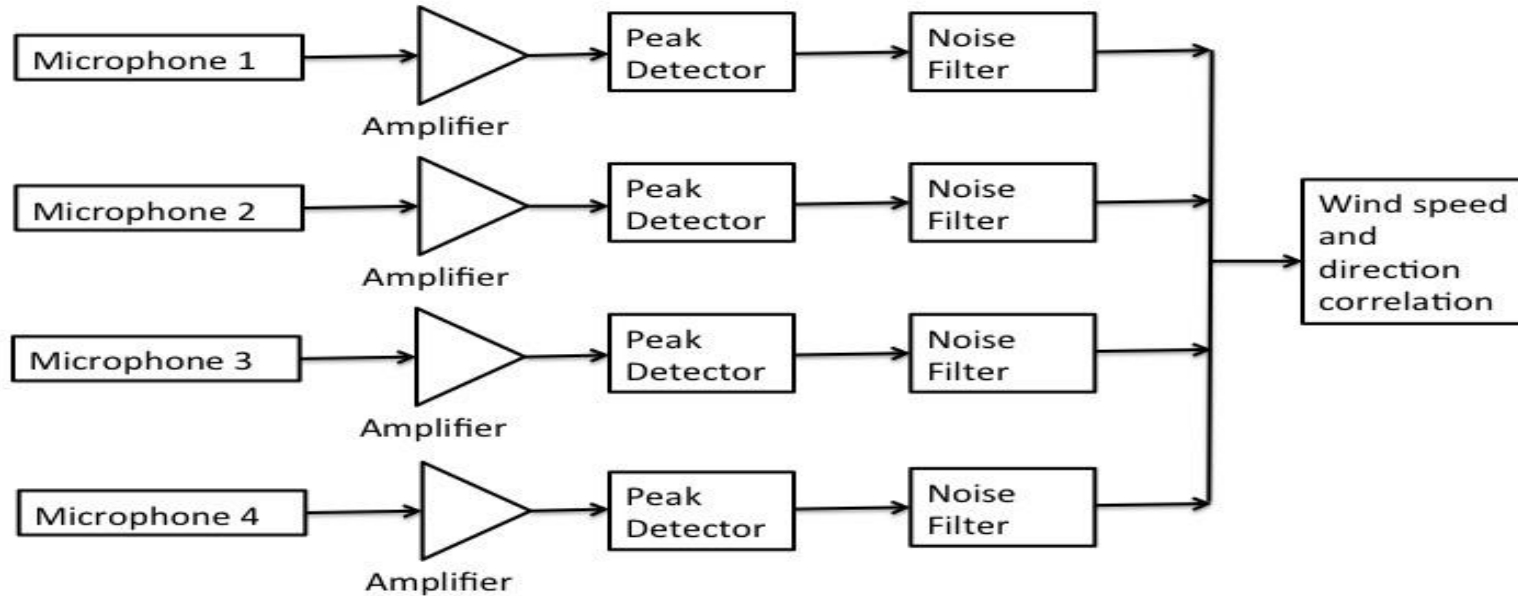 Microphone 1
Amplifier
Peak
Detector
Noise
Filter
Microphone 2
Amplifier
Peak
Detector
Noise
Filter
Microphone 3
Amplifier
Peak
Detector
Noise
Filter
Microphone 4
Amplifier
Peak
Detector
Noise
Filter
Wind speed
and
direction
correlation